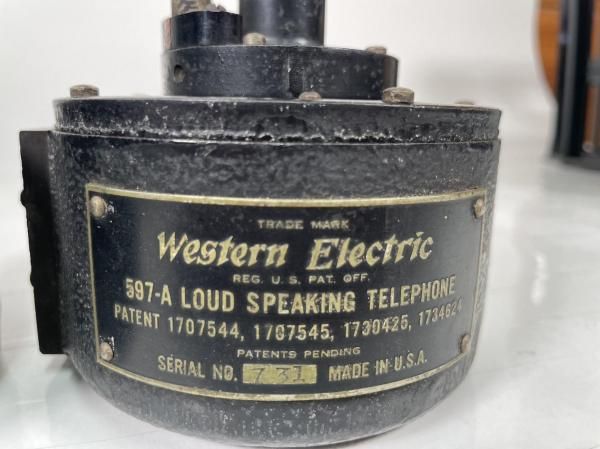 TRADE MARK
Western Electric
REG. U.S. PAT. OFF.
597-A LOUD SPEAKING TELEPHONE
PATENT 1707544, 1707545, 1730425, 1734624
PATENTS PENDING
SERIAL NO. 731 MADE IN U.S.A.